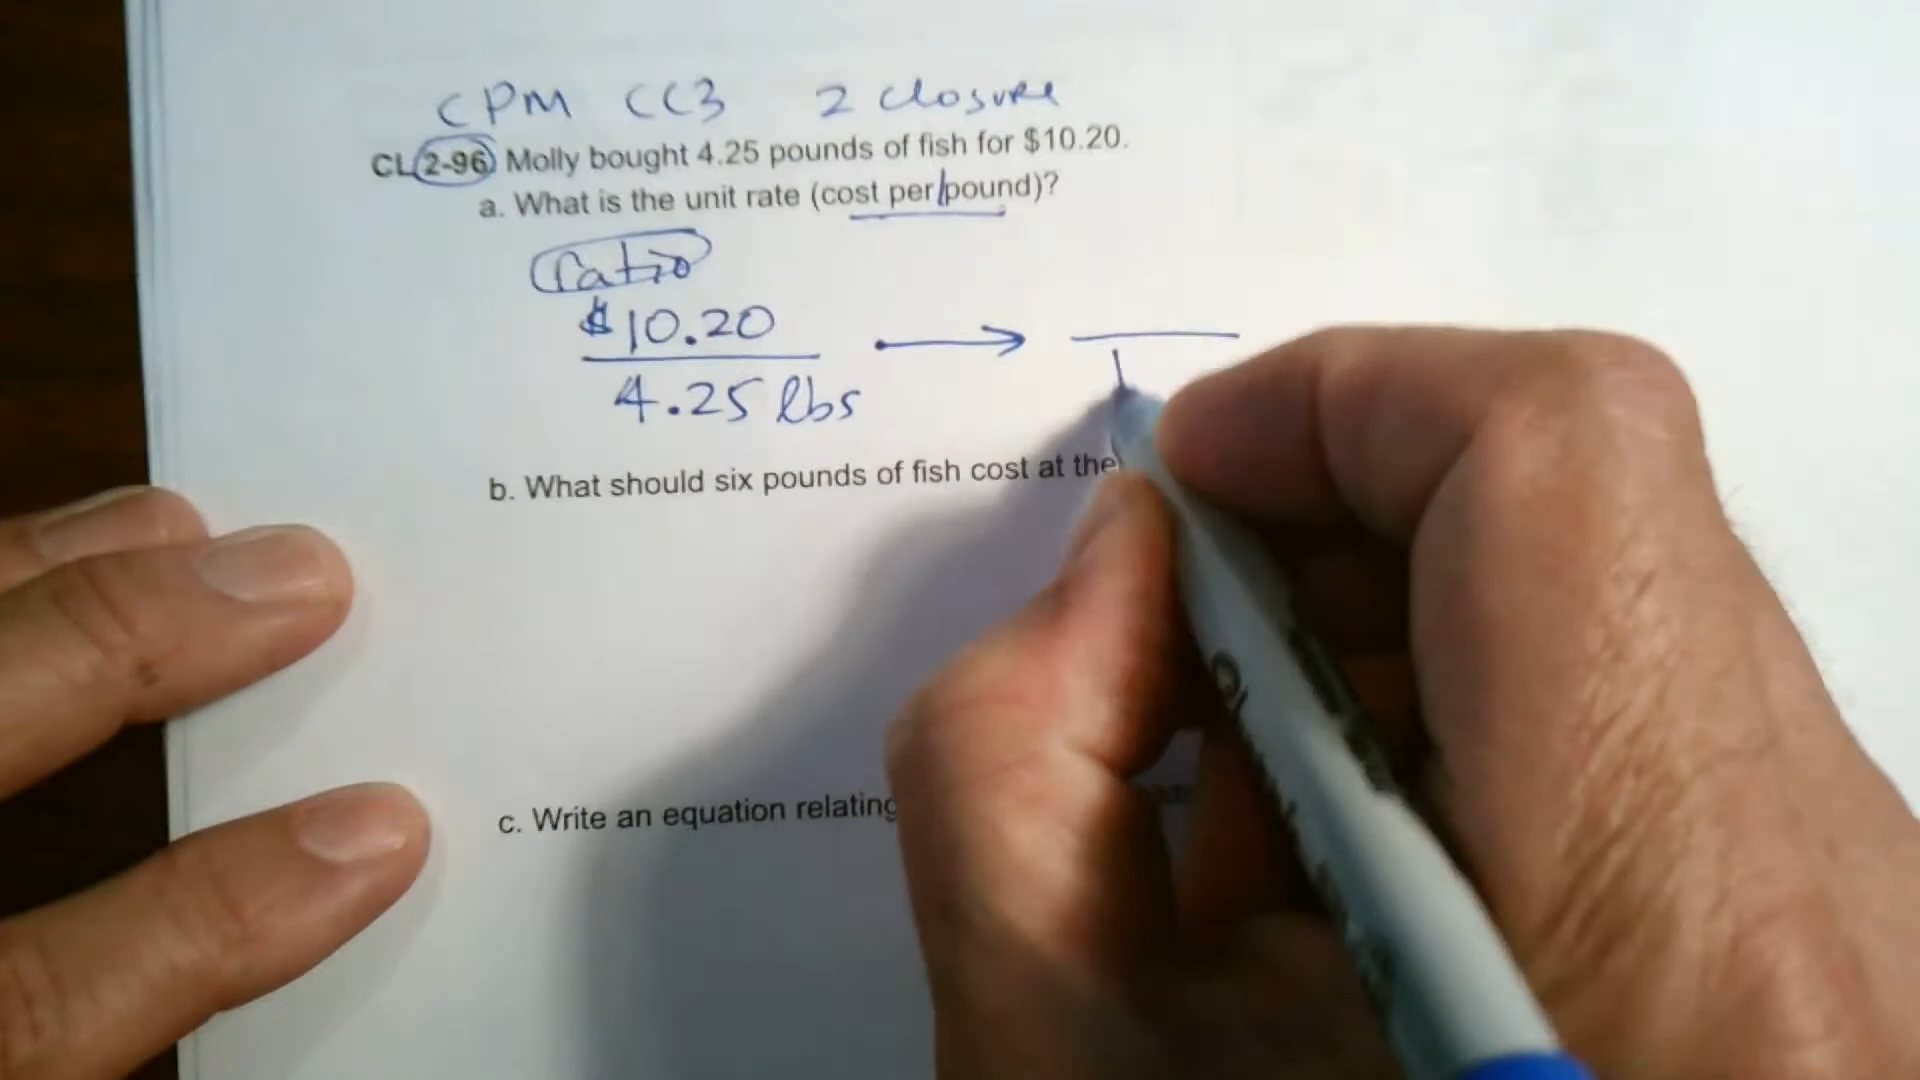 CPM CC3 2 closure
CL 2-96 Molly bought 4.25 pounds of fish for $10.20.
a. What is the unit rate (cost per/pound)?
ratio
$10.20
4.25 lbs
1
b. What should six pounds of fish cost at the
c. Write an equation relating